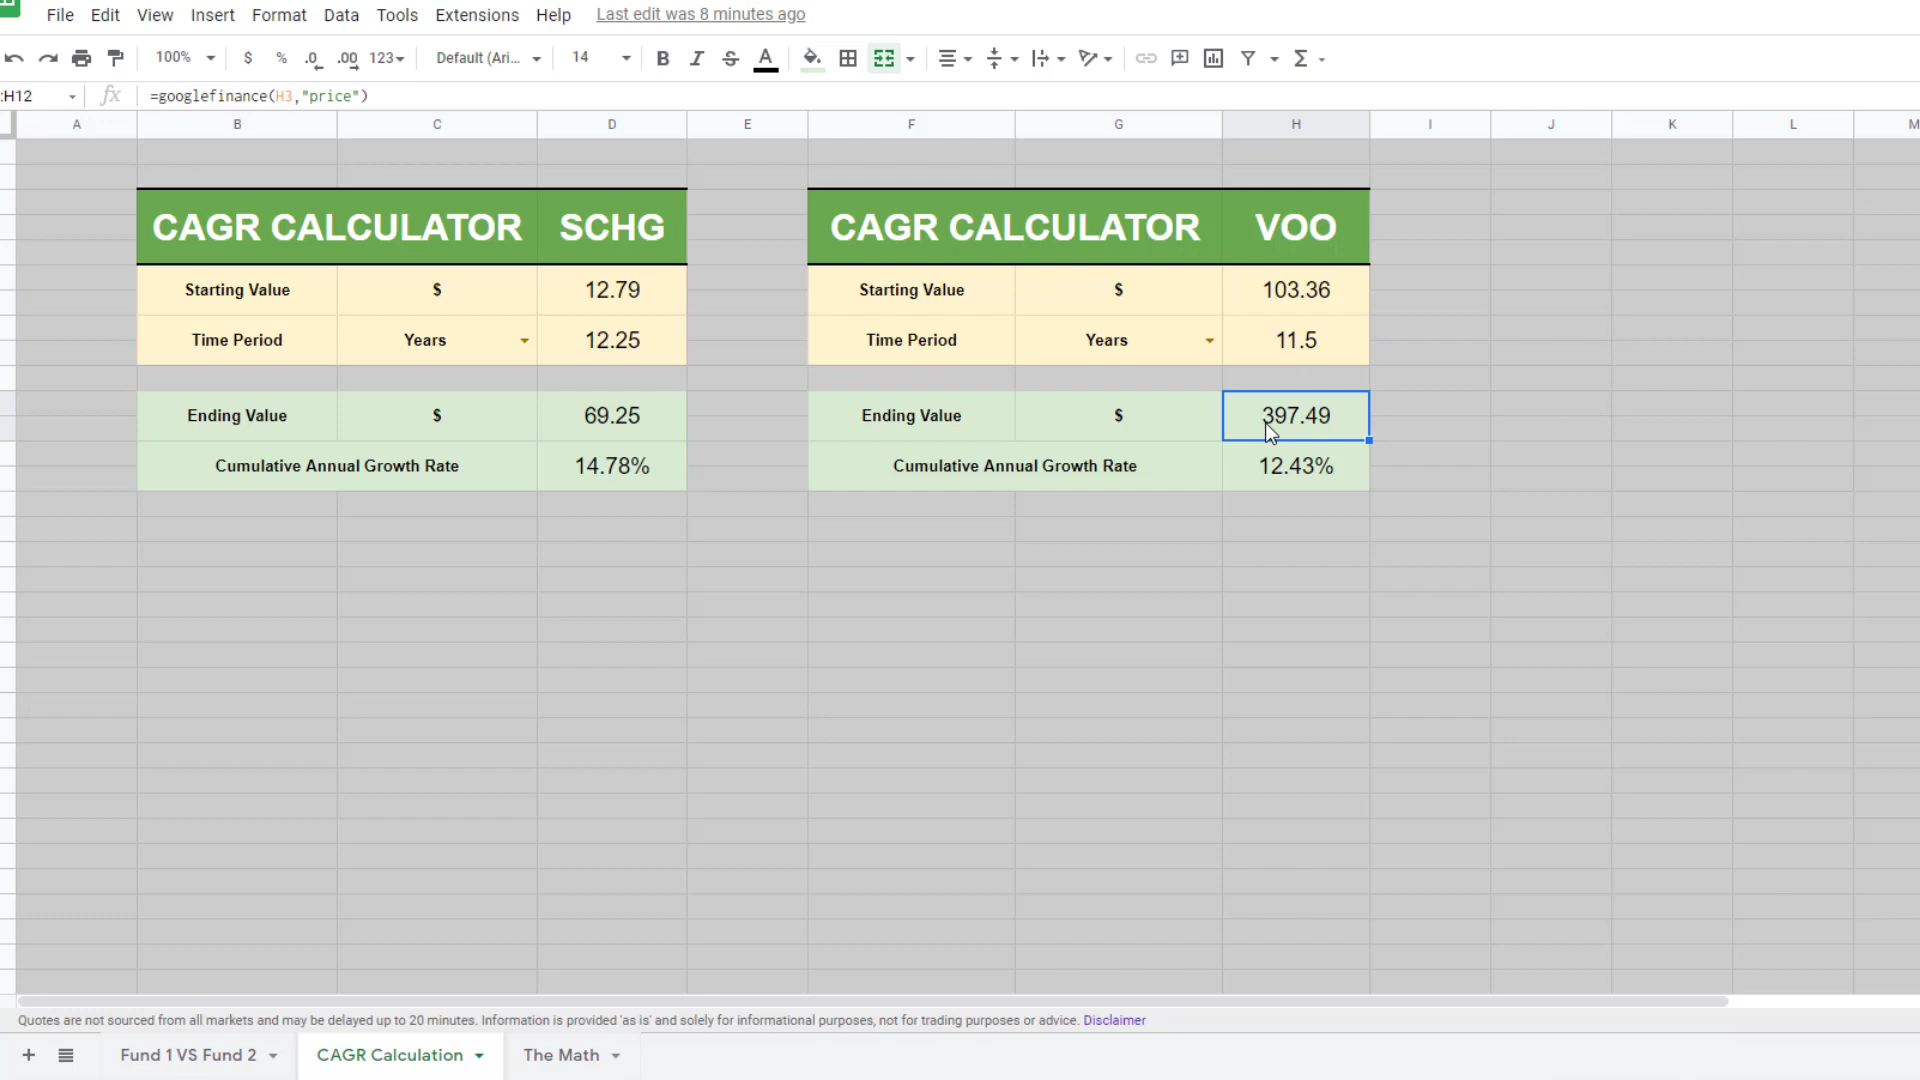 File Edit View Insert Format Data Tools Extensions Help Last edit was 8 minutes ago
100% $ % .0 .00 123 Default (Ari... 14 B I S A
:H12 fx =googlefinance(H3,"price")
A B C D E F G H I J K L M
CAGR CALCULATOR SCHG CAGR CALCULATOR VOO
Starting Value $ 12.79 Starting Value $ 103.36
Time Period Years 12.25 Time Period Years 11.5
Ending Value $ 69.25 Ending Value $ 397.49
Cumulative Annual Growth Rate 14.78% Cumulative Annual Growth Rate 12.43%
Quotes are not sourced from all markets and may be delayed up to 20 minutes. Information is provided 'as is' and solely for informational purposes, not for trading purposes or advice. Disclaimer
Fund 1 VS Fund 2 CAGR Calculation The Math